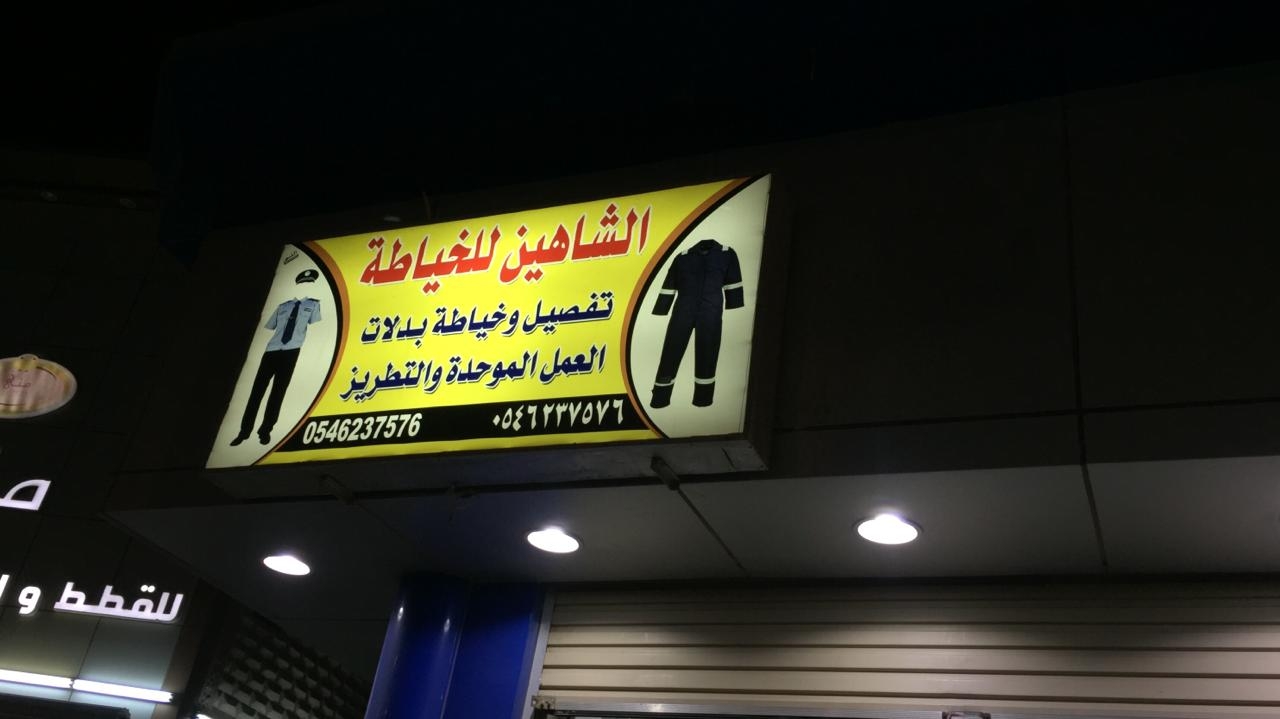 الشاهين للخياطة
تفصيل وخياطة بدلات
العمل الموحدة والتطريز
0546237576 ٠٥٤٦٢٣٧٥٧٦
للقطط و